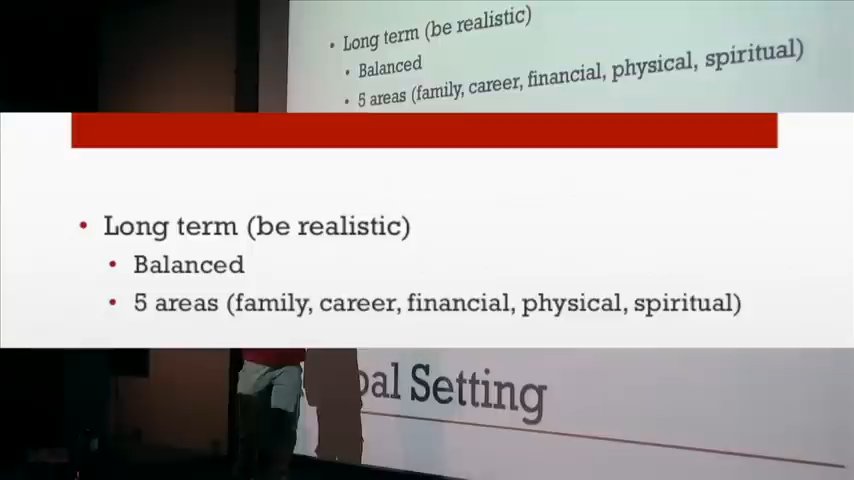 • Long term (be realistic)
• Balanced
• 5 areas (family, career, financial, physical, spiritual)
• Long term (be realistic)
• Balanced
• 5 areas (family, career, financial, physical, spiritual)
Setting